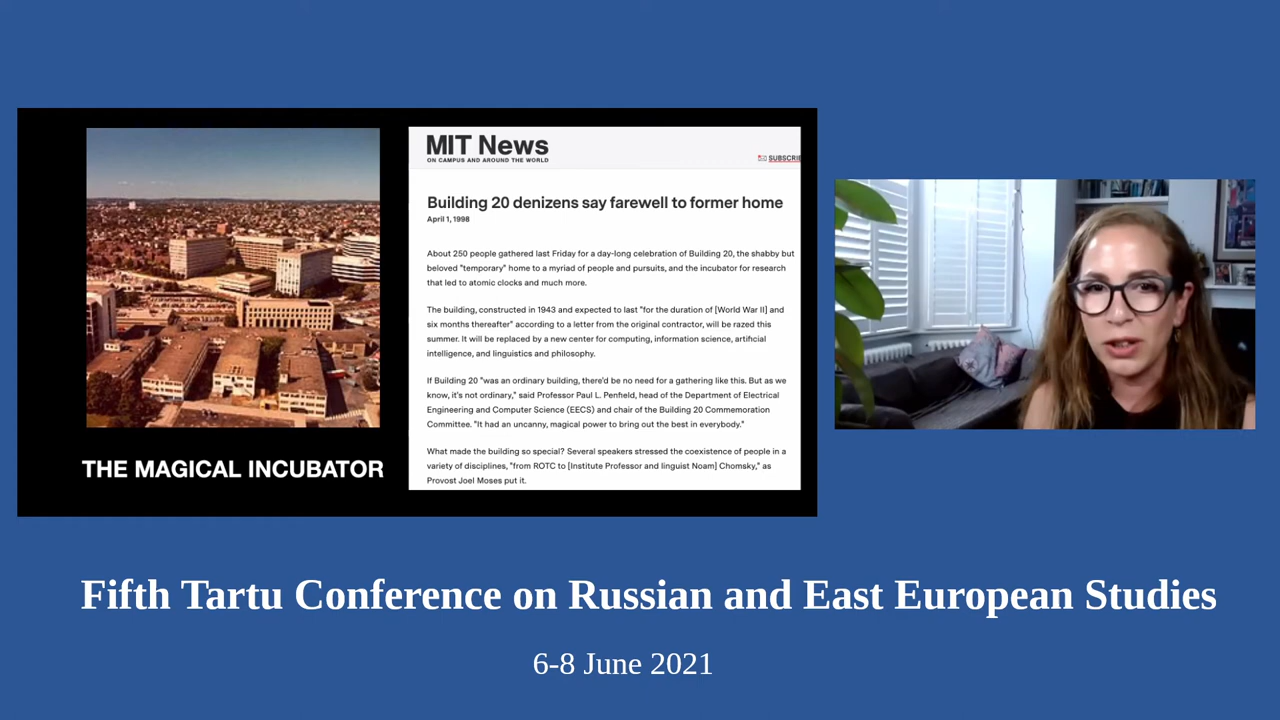 MIT News
ON CAMPUS AND AROUND THE WORLD
SUBSCRIB
Building 20 denizens say farewell to former home
April 1, 1998
About 250 people gathered last Friday for a day-long celebration of Building 20, the shabby but
beloved "temporary" home to a myriad of people and pursuits, and the incubator for research
that led to atomic clocks and much more.
The building, constructed in 1943 and expected to last "for the duration of [World War II] and
six months thereafter" according to a letter from the original contractor, will be razed this
summer. It will be replaced by a new center for computing, information science, artificial
intelligence, and linguistics and philosophy.
If Building 20 "was an ordinary building, there'd be no need for a gathering like this. But as we
know, it's not ordinary," said Professor Paul L. Penfield, head of the Department of Electrical
Engineering and Computer Science (EECS) and chair of the Building 20 Commemoration
Committee. "It had an uncanny, magical power to bring out the best in everybody."
What made the building so special? Several speakers stressed the coexistence of people in a
variety of disciplines, "from ROTC to [Institute Professor and linguist Noam] Chomsky," as
Provost Joel Moses put it.
THE MAGICAL INCUBATOR
Fifth Tartu Conference on Russian and East European Studies
6-8 June 2021